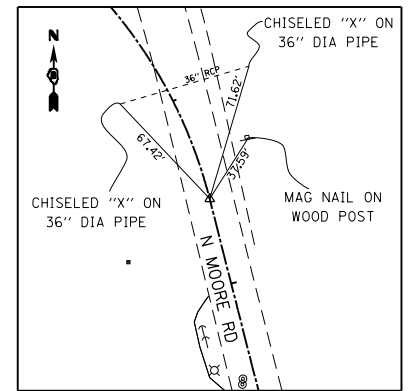 CHISELED "X" ON
36" DIA PIPE
N
36" RCP
71.62'
67.42'
37.59'
CHISELED "X" ON
36" DIA PIPE
MAG NAIL ON
WOOD POST
N MOORE RD